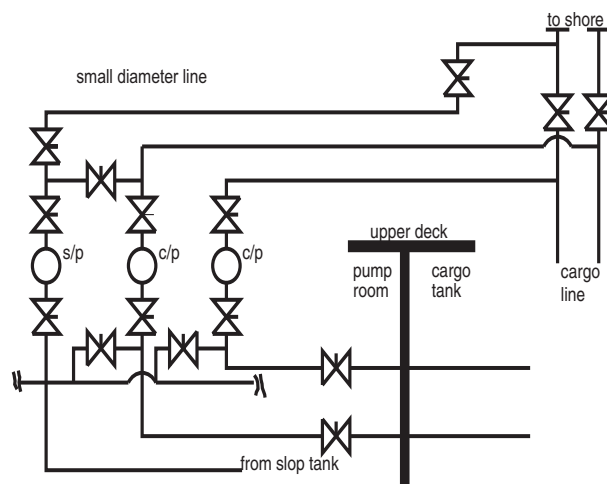 to shore
small diameter line
upper deck
s/p
c/p
c/p
pump
room
cargo
tank
cargo
line
from slop tank